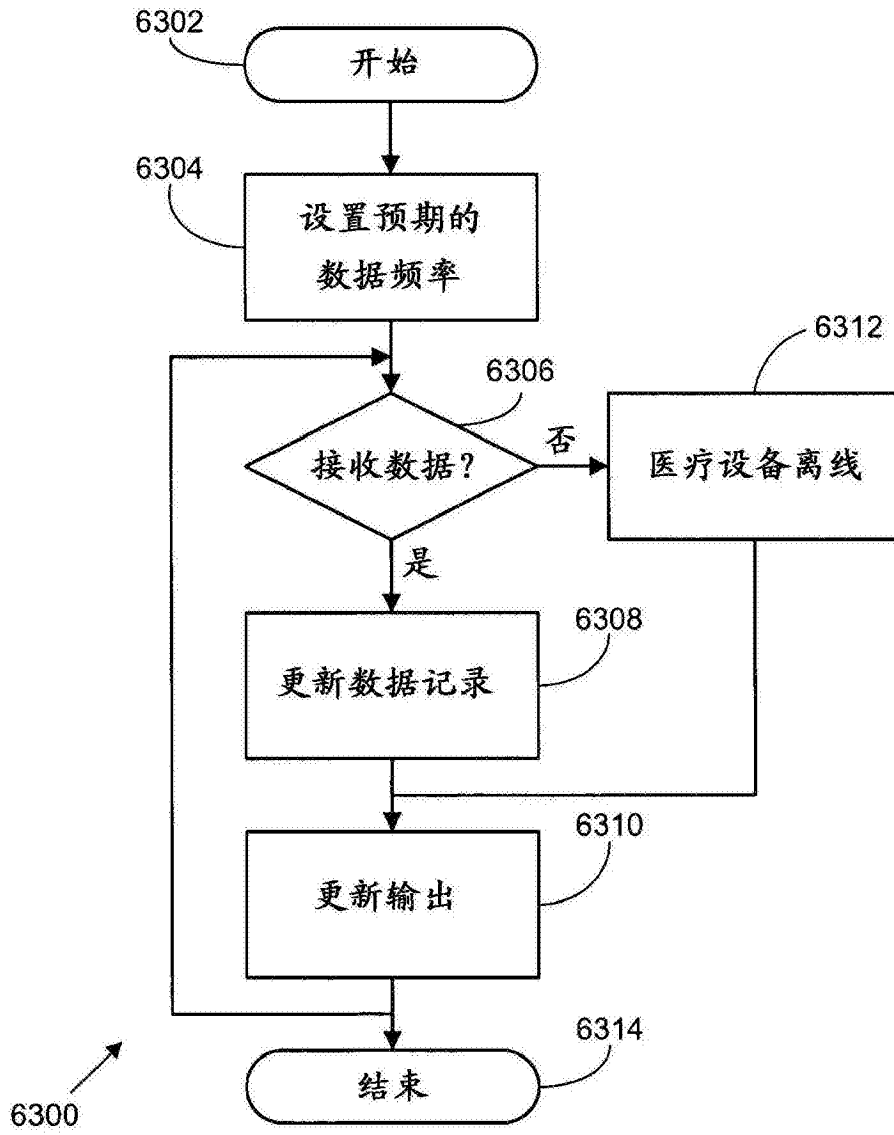 6302
开始
6304
设置预期的
数据频率
6312
6306
接收数据?
否
医疗设备离线
是
6308
更新数据记录
6310
更新输出
6314
结束
6300